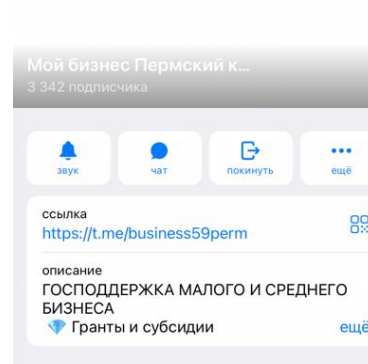 Мой бизнес Пермский к...
3 342 подписчика
звук
чат
покинуть
ещё
ссылка
https://t.me/business59perm
описание
ГОСПОДДЕРЖКА МАЛОГО И СРЕДНЕГО
БИЗНЕСА
💎 Гранты и субсидии
ещё